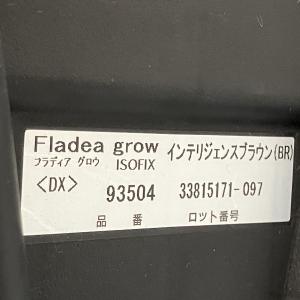 Fladea grow インテリジェンスブラウン(BR)
フラディア グロウ ISOFIX
<DX> 93504 33815171-097
品番 ロット番号